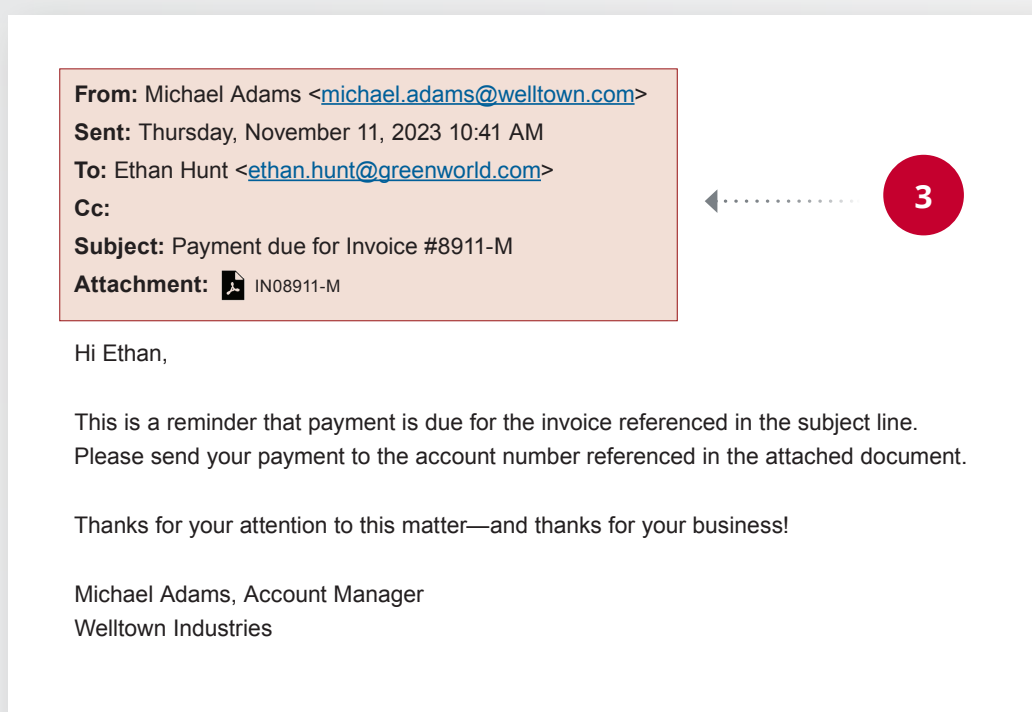 From: Michael Adams <michael.adams@welltown.com>
Sent: Thursday, November 11, 2023 10:41 AM
To: Ethan Hunt <ethan.hunt@greenworld.com>
Cc:
Subject: Payment due for Invoice #8911-M
Attachment: IN08911-M
3
Hi Ethan,
This is a reminder that payment is due for the invoice referenced in the subject line.
Please send your payment to the account number referenced in the attached document.
Thanks for your attention to this matter—and thanks for your business!
Michael Adams, Account Manager
Welltown Industries